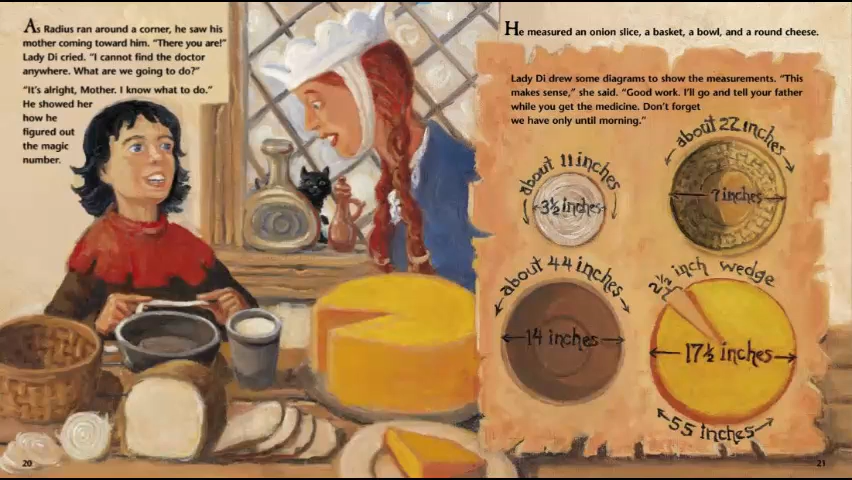 As Radius ran around a corner, he saw his
mother coming toward him. "There you are!"
Lady Di cried. "I cannot find the doctor
anywhere. What are we going to do?"
"It's alright, Mother. I know what to do."
He showed her
how he
figured out
the magic
number.
20
He measured an onion slice, a basket, a bowl, and a round cheese.
Lady Di drew some diagrams to show the measurements. "This
makes sense," she said. "Good work. I'll go and tell your father
while you get the medicine. Don't forget
we have only until morning."
about 11 inches
3½ inches
about 22 inches
7 inches
about 44 inches
14 inches
2½ inch wedge
17½ inches
55 inches
21